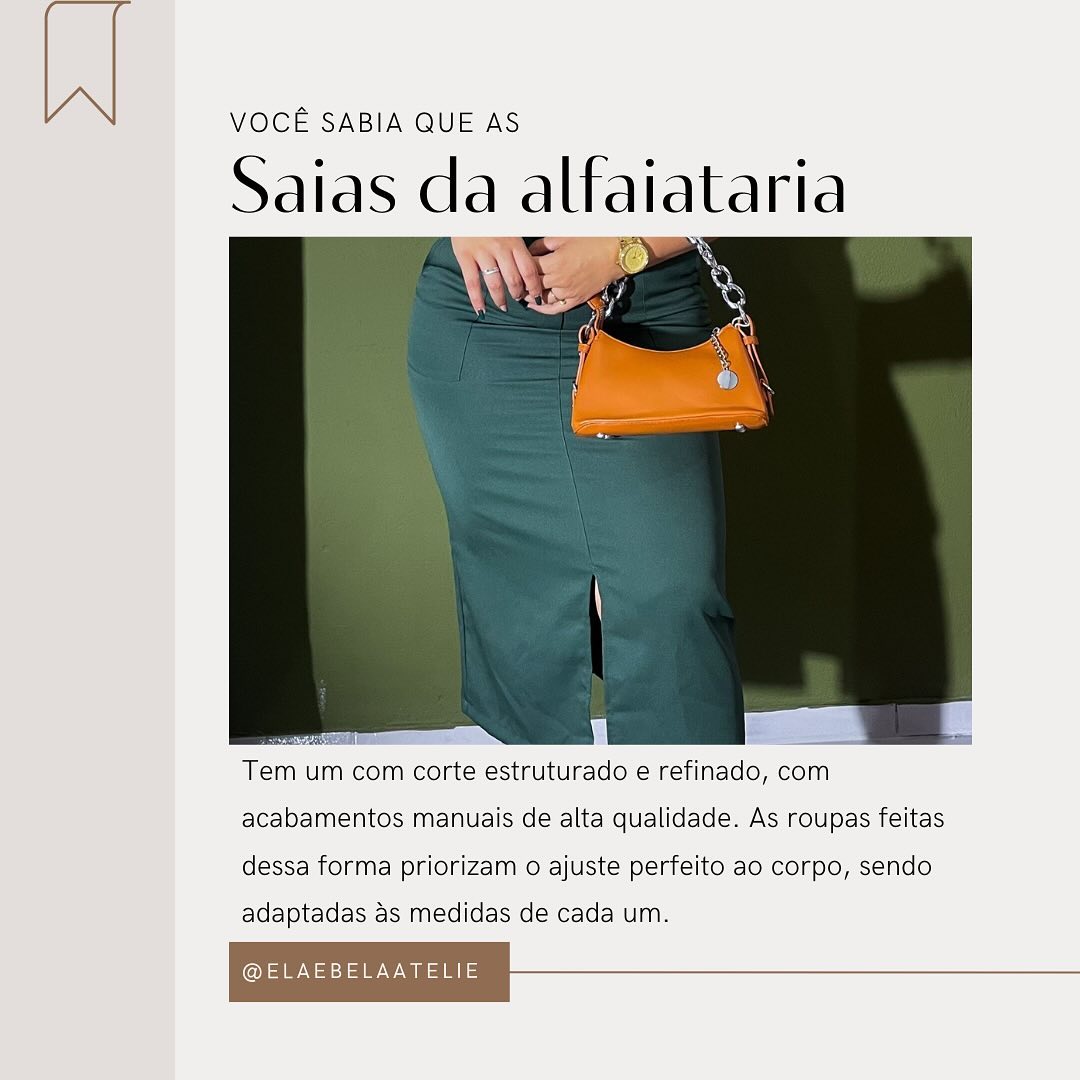 VOCÊ SABIA QUE AS
Saias da alfaiataria
Tem um com corte estruturado e refinado, com
acabamentos manuais de alta qualidade. As roupas feitas
dessa forma priorizam o ajuste perfeito ao corpo, sendo
adaptadas às medidas de cada um.
@ELAEBELAATELIE